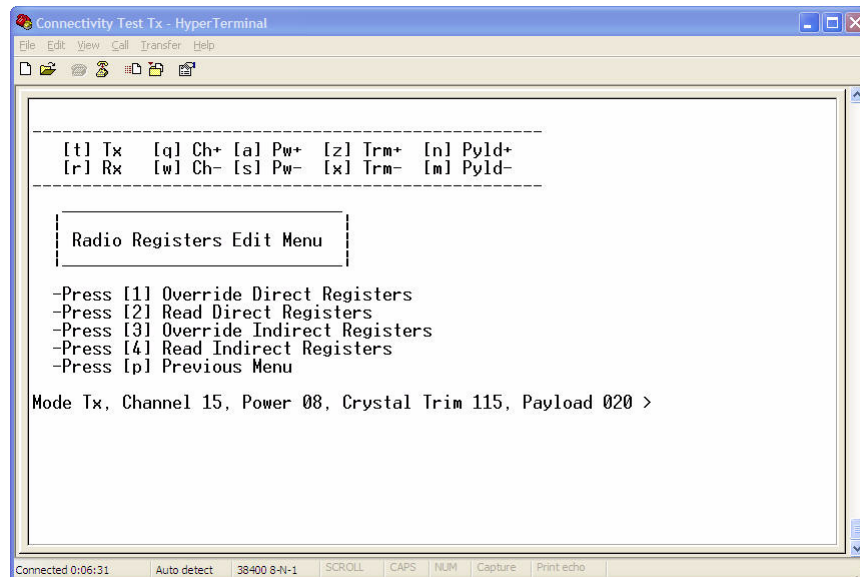 Connectivity Test Tx - HyperTerminal
File Edit View Call Transfer Help
[t] Tx [q] Ch+ [a] Pw+ [z] Trm+ [n] Pyld+
[r] Rx [w] Ch- [s] Pw- [x] Trm- [m] Pyld-
Radio Registers Edit Menu
-Press [1] Override Direct Registers
-Press [2] Read Direct Registers
-Press [3] Override Indirect Registers
-Press [4] Read Indirect Registers
-Press [p] Previous Menu
Mode Tx, Channel 15, Power 08, Crystal Trim 115, Payload 020 >
Connected 0:06:31 Auto detect 38400 8-N-1 SCROLL CAPS NUM Capture Print echo